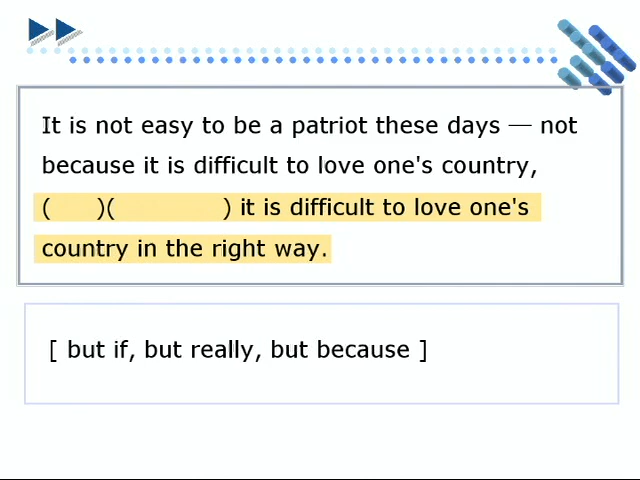 It is not easy to be a patriot these days — not
because it is difficult to love one's country,
(    )(            ) it is difficult to love one's
country in the right way.
[ but if, but really, but because ]